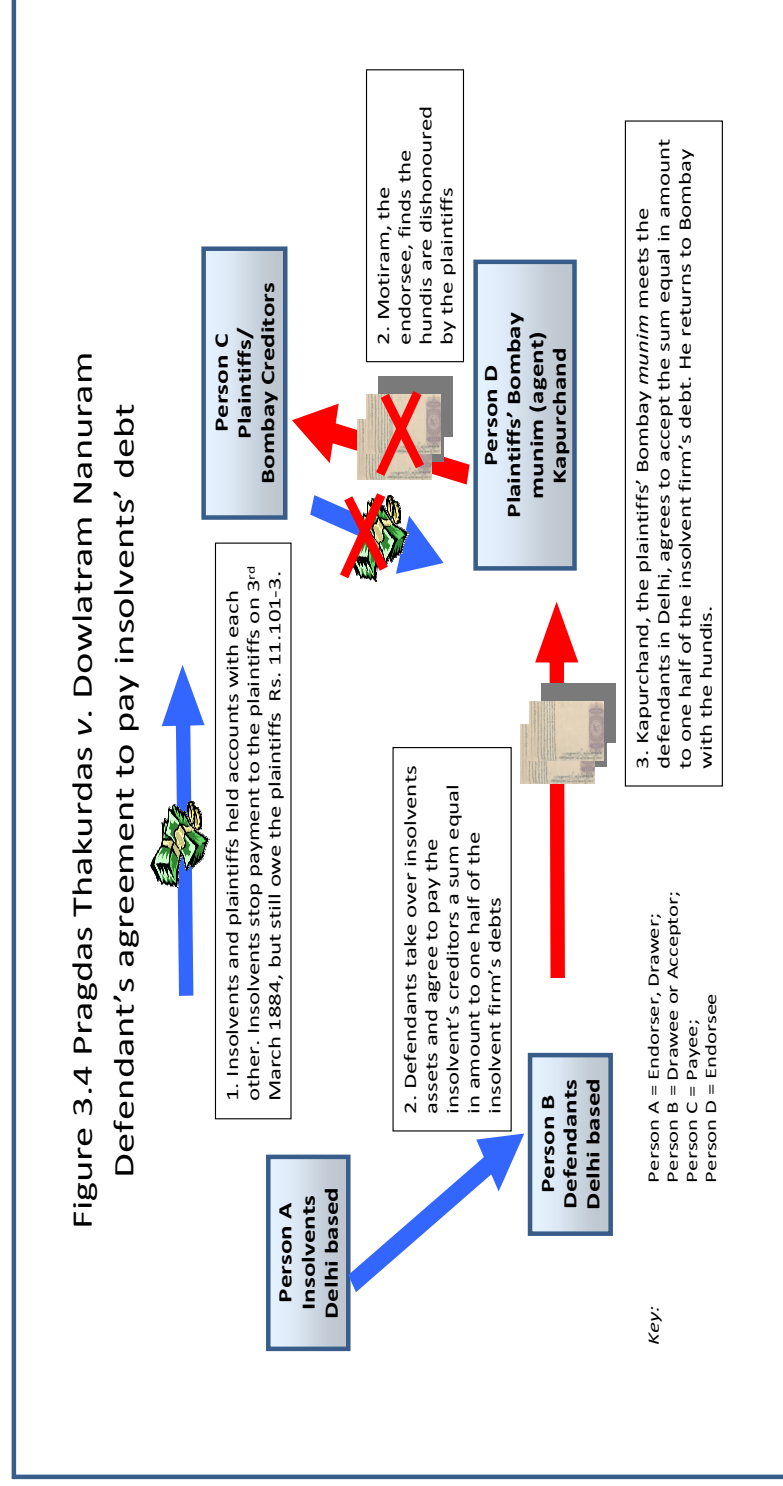 Figure 3.4 Pragdas Thakurdas v. Dowlatram Nanuram
Defendant's agreement to pay insolvents' debt
Person A
Insolvents
Delhi based
1. Insolvents and plaintiffs held accounts with each
other. Insolvents stop payment to the plaintiffs on 3rd
March 1884, but still owe the plaintiffs Rs. 11.101-3.
Person C
Plaintiffs/
Bombay Creditors
2. Motiram, the
endorsee, finds the
hundis are dishonoured
by the plaintiffs
2. Defendants take over insolvents
assets and agree to pay the
insolvent's creditors a sum equal
in amount to one half of the
insolvent firm's debts
Person B
Defendants
Delhi based
Person D
Plaintiffs' Bombay
munim (agent)
Kapurchand
3. Kapurchand, the plaintiffs' Bombay munim meets the
defendants in Delhi, agrees to accept the sum equal in amount
to one half of the insolvent firm's debt. He returns to Bombay
with the hundis.
Key:
Person A = Endorser, Drawer;
Person B = Drawee or Acceptor;
Person C = Payee;
Person D = Endorsee